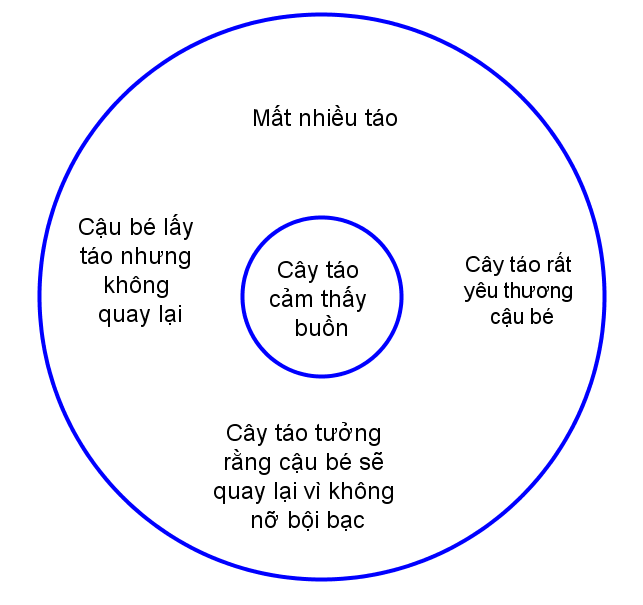 Mất nhiều táo
Cậu bé lấy
táo nhưng
không
quay lại
Cây táo
cảm thấy
buồn
Cây táo rất
yêu thương
cậu bé
Cây táo tưởng
rằng cậu bé sẽ
quay lại vì không
nỡ bội bạc